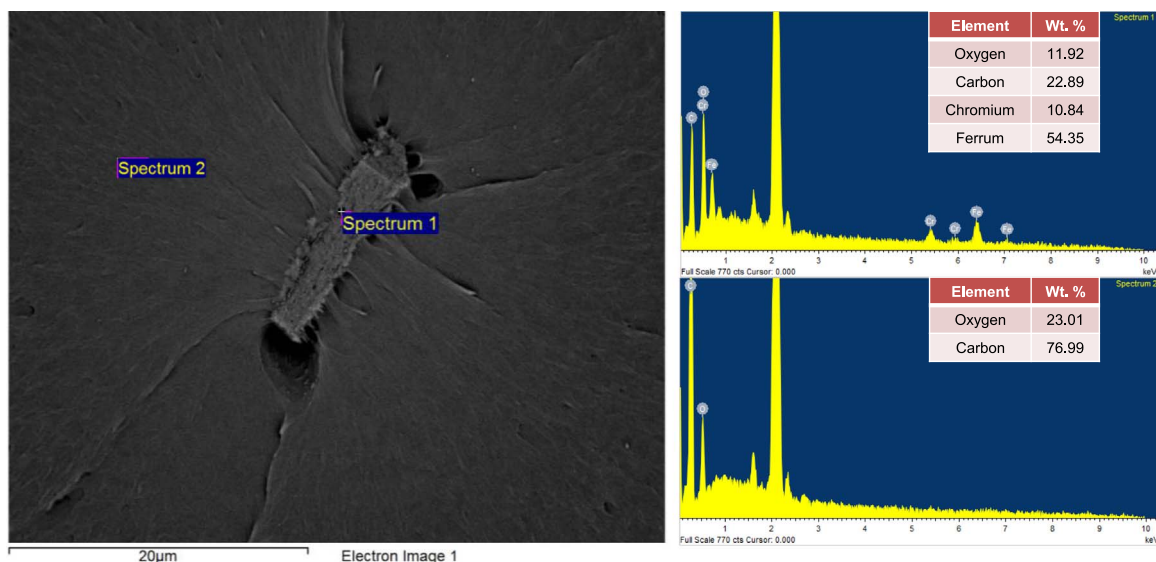 Spectrum 2
Spectrum 1
20µm
Electron Image 1
Spectrum 1
Element Wt. %
Oxygen 11.92
Carbon 22.89
Chromium 10.84
Ferrum 54.35
O
C Cr
Fe
Cr Cr Fe Fe
1 2 3 4 5 6 7 8 9 10
Full Scale 770 cts Cursor: 0.000 keV
Spectrum 2
Element Wt. %
Oxygen 23.01
Carbon 76.99
C
O
1 2 3 4 5 6 7 8 9 10
Full Scale 770 cts Cursor: 0.000 keV